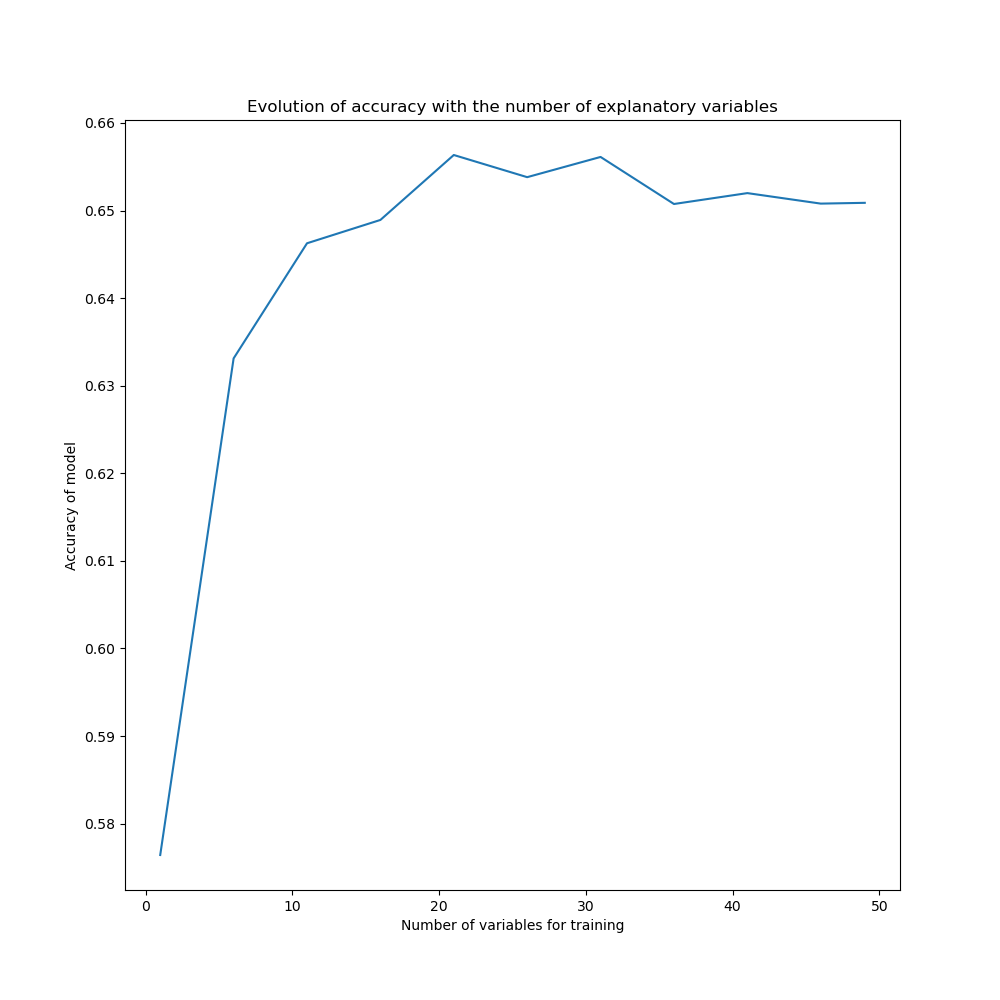 Evolution of accuracy with the number of explanatory variables
0.66
0.65
0.64
0.63
0.62
0.61
0.60
0.59
0.58
Accuracy of model
0 10 20 30 40 50
Number of variables for training